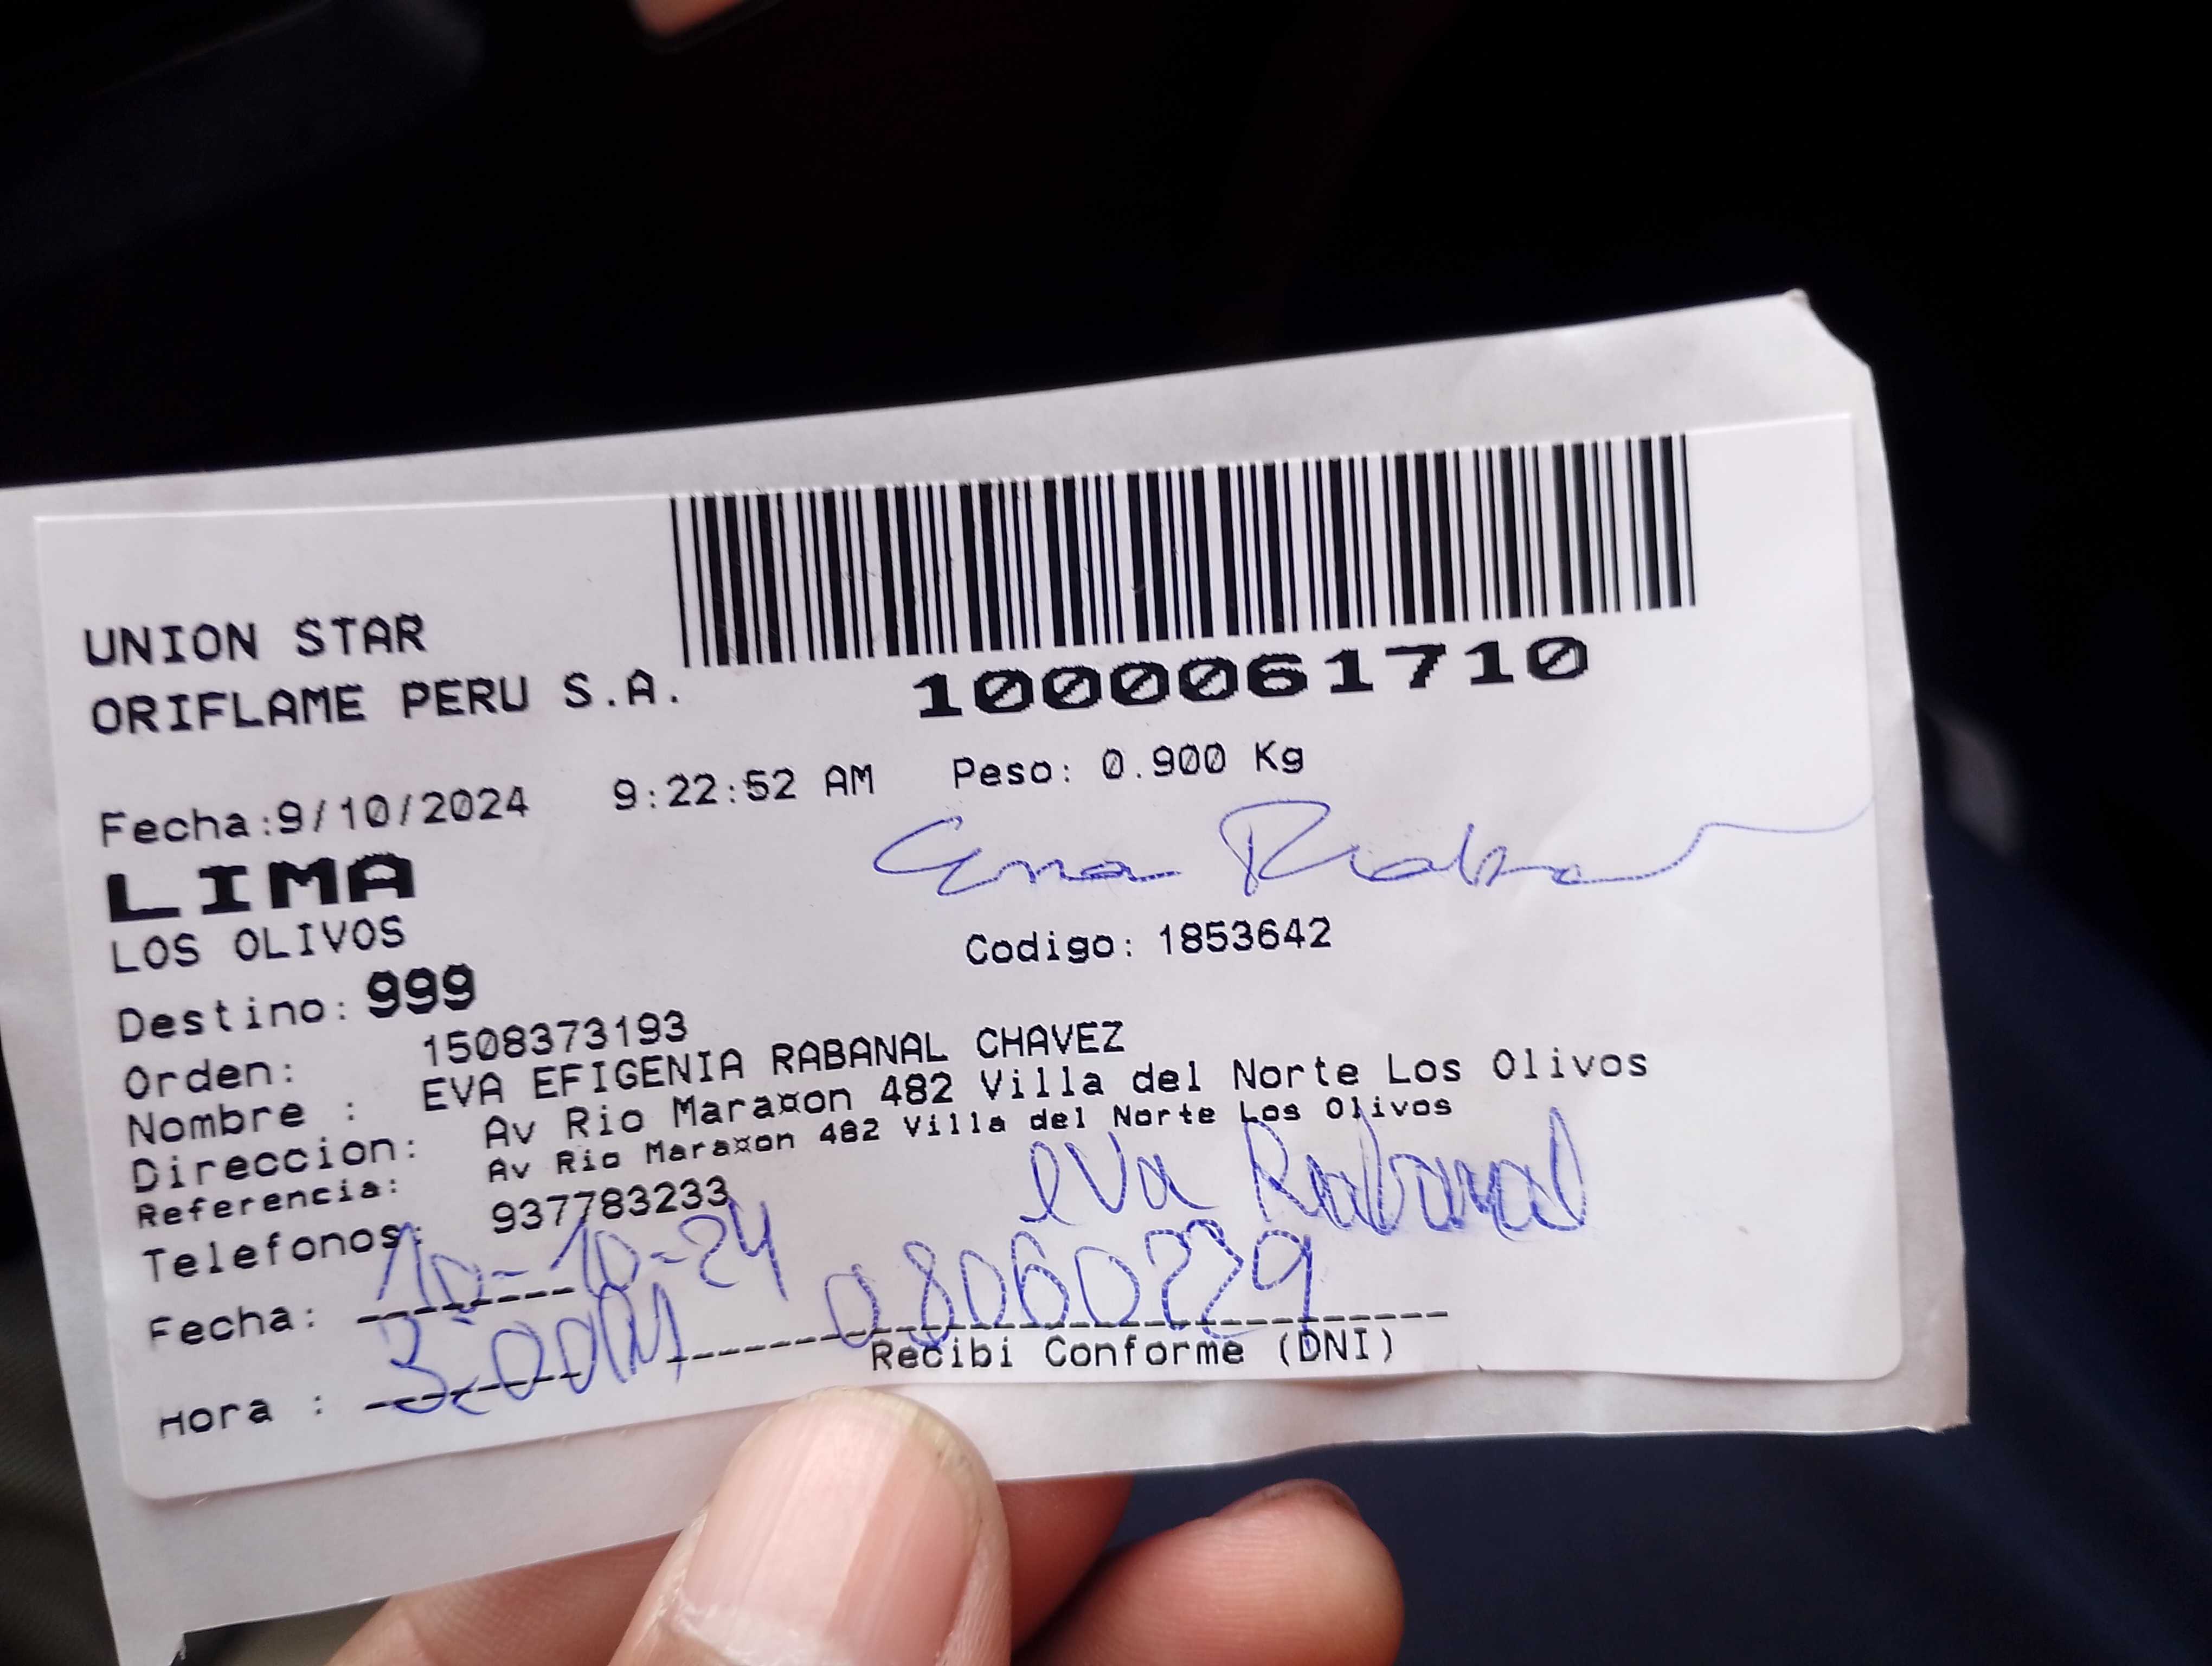 UNION STAR
ORIFLAME PERU S.A.
1000061710
Fecha:9/10/2024 9:22:52 AM Peso: 0.900 Kg
LIMA
LOS OLIVOS
Codigo: 1853642
Destino: 999
Orden: 1508373193
Nombre : EVA EFIGENIA RABANAL CHAVEZ
Direccion: Av Rio Mara¤on 482 Villa del Norte Los Olivos
Referencia: Av Rio Mara¤on 482 Villa del Norte Los Olivos
Telefonos: 937783233
eva Rabanal
Fecha: 10-10-24
08060229
Hora : 3:00
Recibi Conforme (DNI)